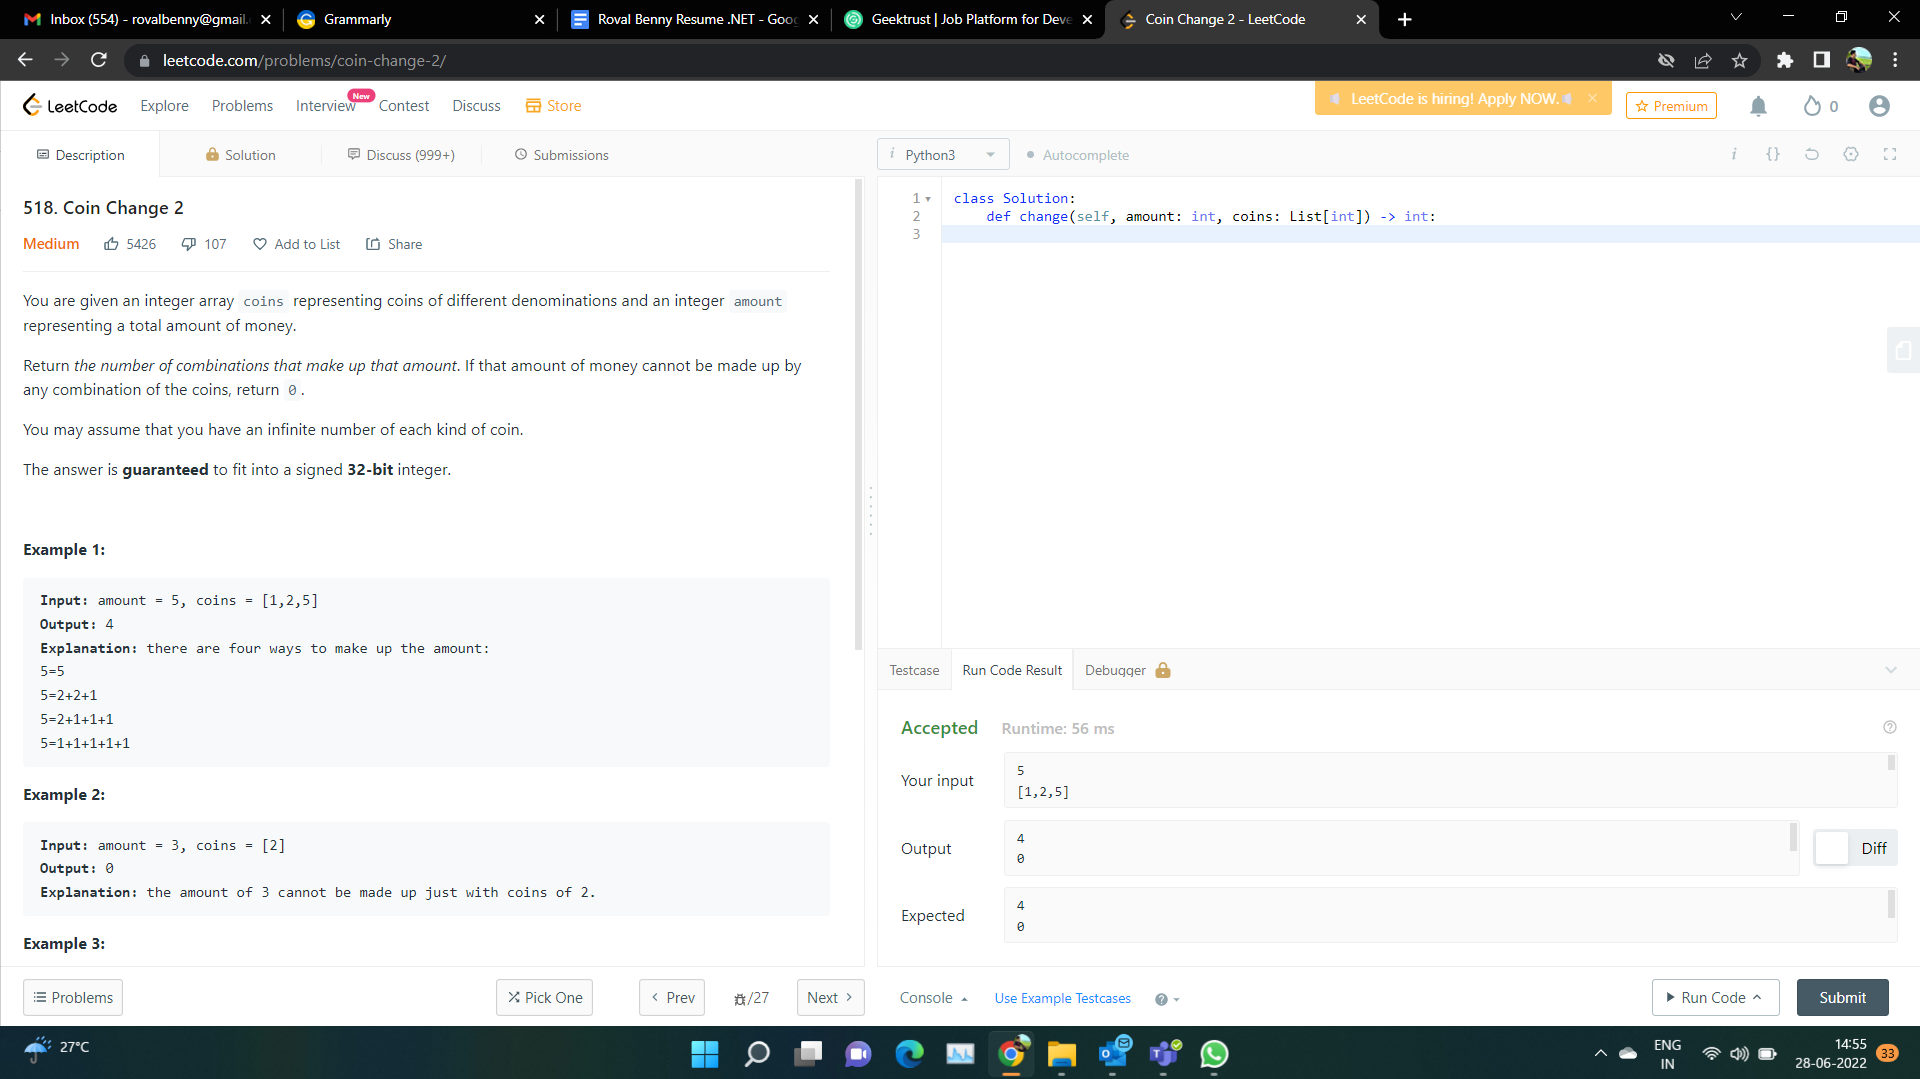 Inbox (554) - rovalbenny@gmail.
Grammarly
Roval Benny Resume .NET - Goog
Geektrust | Job Platform for Deve
Coin Change 2 - LeetCode
leetcode.com/problems/coin-change-2/
LeetCode
Explore
Problems
Interview
New
Contest
Discuss
Store
LeetCode is hiring! Apply NOW.
Premium
0
Description
Solution
Discuss (999+)
Submissions
i Python3
Autocomplete
i
{}
518. Coin Change 2
Medium
5426
107
Add to List
Share
You are given an integer array coins representing coins of different denominations and an integer amount
representing a total amount of money.
Return the number of combinations that make up that amount. If that amount of money cannot be made up by
any combination of the coins, return 0.
You may assume that you have an infinite number of each kind of coin.
The answer is guaranteed to fit into a signed 32-bit integer.
Example 1:
Input: amount = 5, coins = [1,2,5]
Output: 4
Explanation: there are four ways to make up the amount:
5=5
5=2+2+1
5=2+1+1+1
5=1+1+1+1+1
Example 2:
Input: amount = 3, coins = [2]
Output: 0
Explanation: the amount of 3 cannot be made up just with coins of 2.
Example 3:
1 class Solution:
2 def change(self, amount: int, coins: List[int]) -> int:
3
Testcase
Run Code Result
Debugger
Accepted
Runtime: 56 ms
Your input
5
[1,2,5]
Output
4
0
Diff
Expected
4
0
Problems
Pick One
Prev
/27
Next
Console
Use Example Testcases
Run Code
Submit
27°C
ENG
IN
14:55
28-06-2022
33